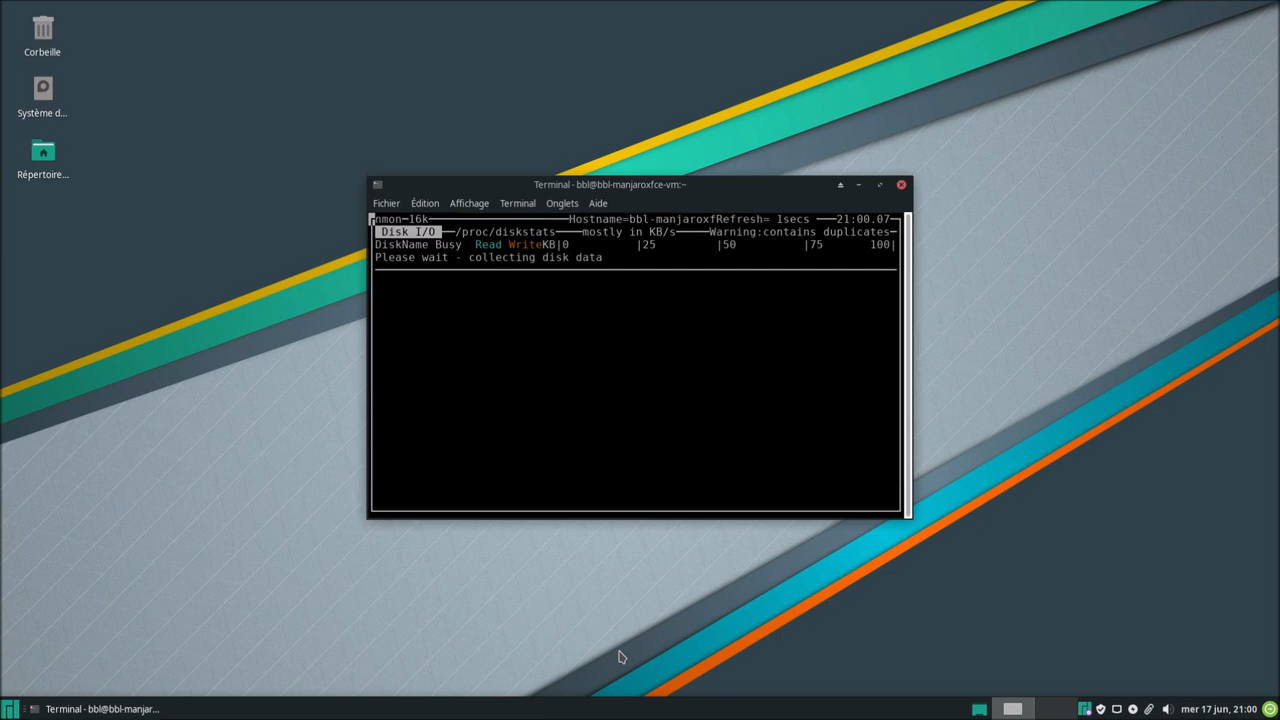 Corbeille
Système d...
Répertoire...
Terminal - bbl@bbl-manjaroxfce-vm:~
Fichier Édition Affichage Terminal Onglets Aide
nmon─16k Hostname=bbl-manjaroxfRefresh= 1secs 21:00.07
Disk I/O /proc/diskstats mostly in KB/s Warning:contains duplicates
DiskName Busy Read WriteKB|0 |25 |50 |75 100|
Please wait - collecting disk data
Terminal - bbl@bbl-manjar...
mer 17 jun, 21:00